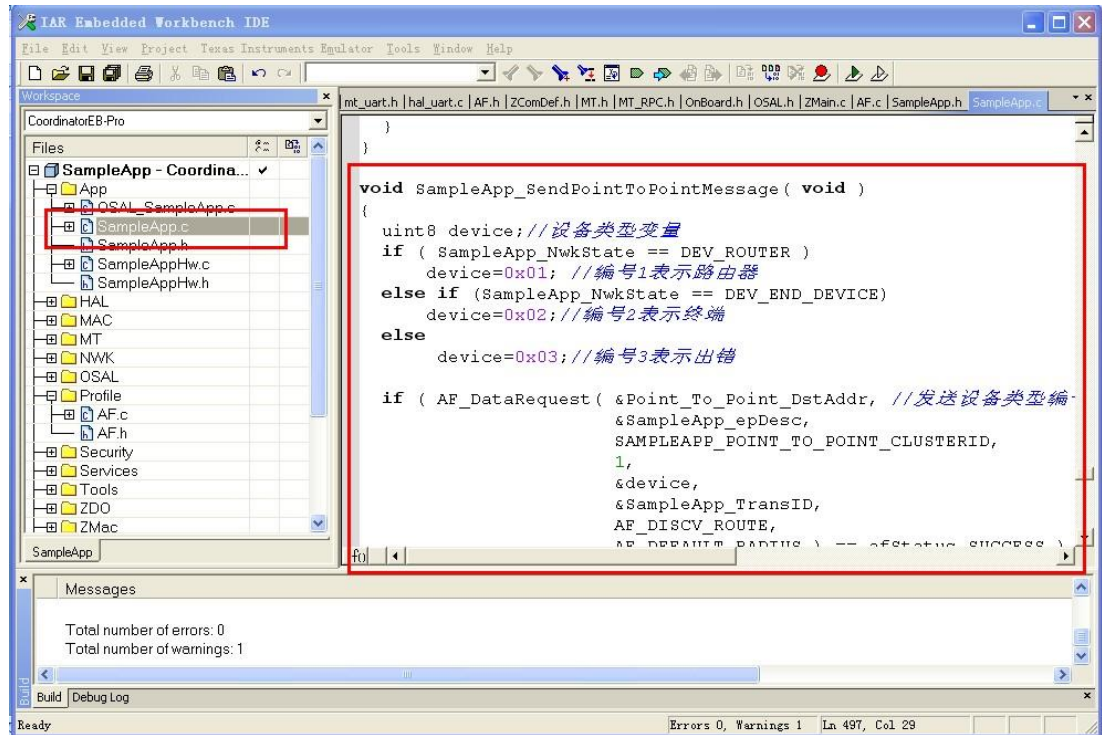 IAR Embedded Workbench IDE
File Edit View Project Texas Instruments Emulator Tools Window Help
Workspace
mt_uart.h | hal_uart.c | AF.h | ZComDef.h | MT.h | MT_RPC.h | OnBoard.h | OSAL.h | ZMain.c | AF.c | SampleApp.h SampleApp.c
CoordinatorEB-Pro
Files
SampleApp - Coordina...
App
OSAL_SampleApp.c
SampleApp.c
SampleApp.h
SampleAppHw.c
SampleAppHw.h
HAL
MAC
MT
NWK
OSAL
Profile
AF.c
AF.h
Security
Services
Tools
ZDO
ZMac
SampleApp
}
}
void SampleApp_SendPointToPointMessage( void )
{
uint8 device;//设备类型变量
if ( SampleApp_NwkState == DEV_ROUTER )
device=0x01; //编号1表示路由器
else if (SampleApp_NwkState == DEV_END_DEVICE)
device=0x02;//编号2表示终端
else
device=0x03;//编号3表示出错
if ( AF_DataRequest( &Point_To_Point_DstAddr, //发送设备类型编
&SampleApp_epDesc,
SAMPLEAPP_POINT_TO_POINT_CLUSTERID,
1,
&device,
&SampleApp_TransID,
AF_DISCV_ROUTE,
AF_DEFAULT_RADIUS ) == afStatus_SUCCESS )
f0
Messages
Total number of errors: 0
Total number of warnings: 1
Build
Build Debug Log
Ready Errors 0, Warnings 1 Ln 497, Col 29